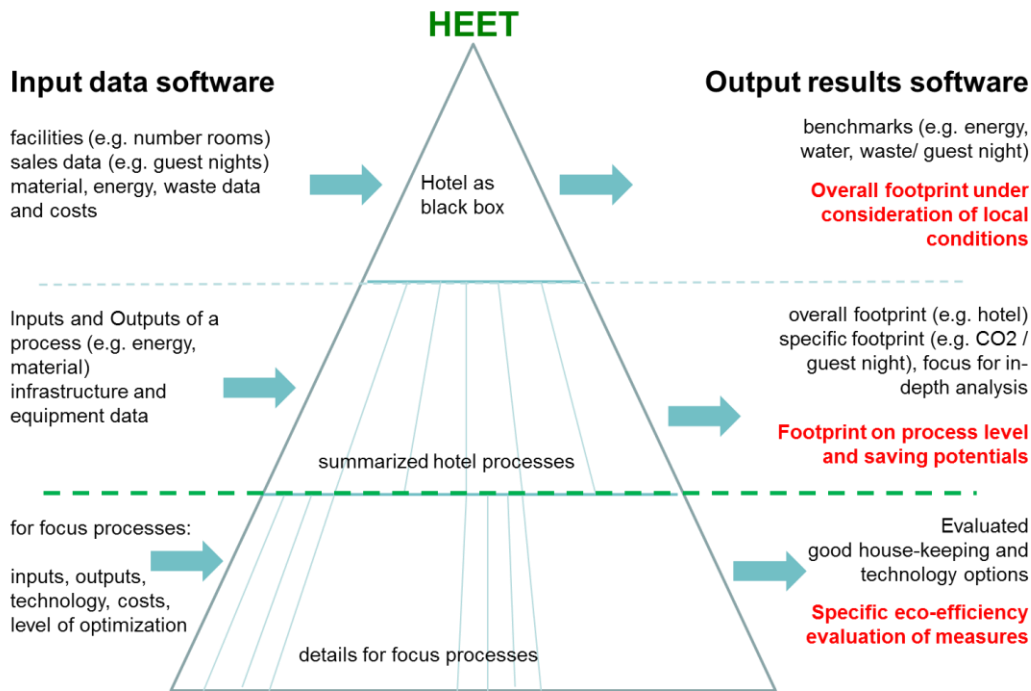 HEET
Input data software
Output results software
facilities (e.g. number rooms)
sales data (e.g. guest nights)
material, energy, waste data
and costs
Hotel as
black box
benchmarks (e.g. energy,
water, waste/ guest night)
Overall footprint under
consideration of local
conditions
Inputs and Outputs of a
process (e.g. energy,
material)
infrastructure and
equipment data
summarized hotel processes
overall footprint (e.g. hotel)
specific footprint (e.g. CO2 /
guest night), focus for in-
depth analysis
Footprint on process level
and saving potentials
for focus processes:
inputs, outputs,
technology, costs,
level of optimization
details for focus processes
Evaluated
good house-keeping and
technology options
Specific eco-efficiency
evaluation of measures